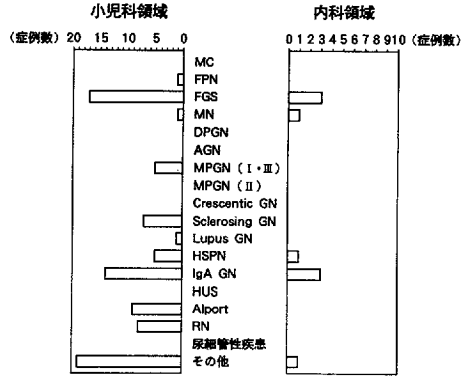 小児科領域 内科領域
(症例数) 20 15 10 5 0 0 1 2 3 4 5 6 7 8 9 10 (症例数)
MC
FPN
FGS
MN
DPGN
AGN
MPGN (Ⅰ・Ⅲ)
MPGN (Ⅱ)
Crescentic GN
Sclerosing GN
Lupus GN
HSPN
IgA GN
HUS
Alport
RN
尿細管性疾患
その他